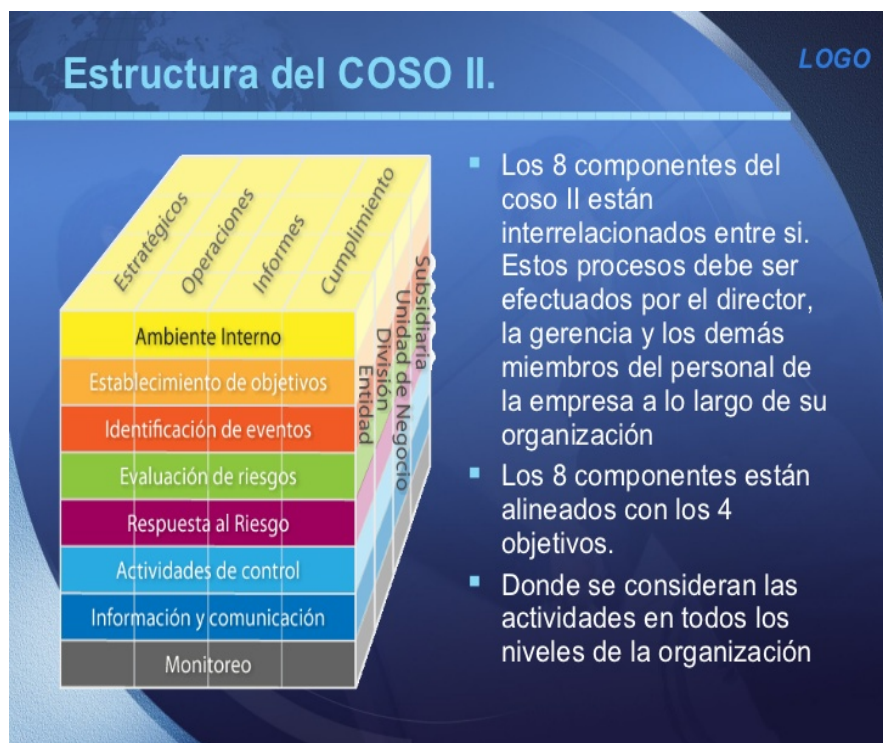 Estructura del COSO II.
LOGO
Estratégicos
Operaciones
Informes
Cumplimiento
Ambiente Interno
Establecimiento de objetivos
Identificación de eventos
Evaluación de riesgos
Respuesta al Riesgo
Actividades de control
Información y comunicación
Monitoreo
Entidad
División
Unidad de Negocio
Subsidiaria
Los 8 componentes del
coso II están
interrelacionados entre si.
Estos procesos debe ser
efectuados por el director,
la gerencia y los demás
miembros del personal de
la empresa a lo largo de su
organización
Los 8 componentes están
alineados con los 4
objetivos.
Donde se consideran las
actividades en todos los
niveles de la organización